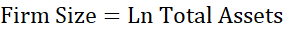 Firm Size = Ln Total Assets